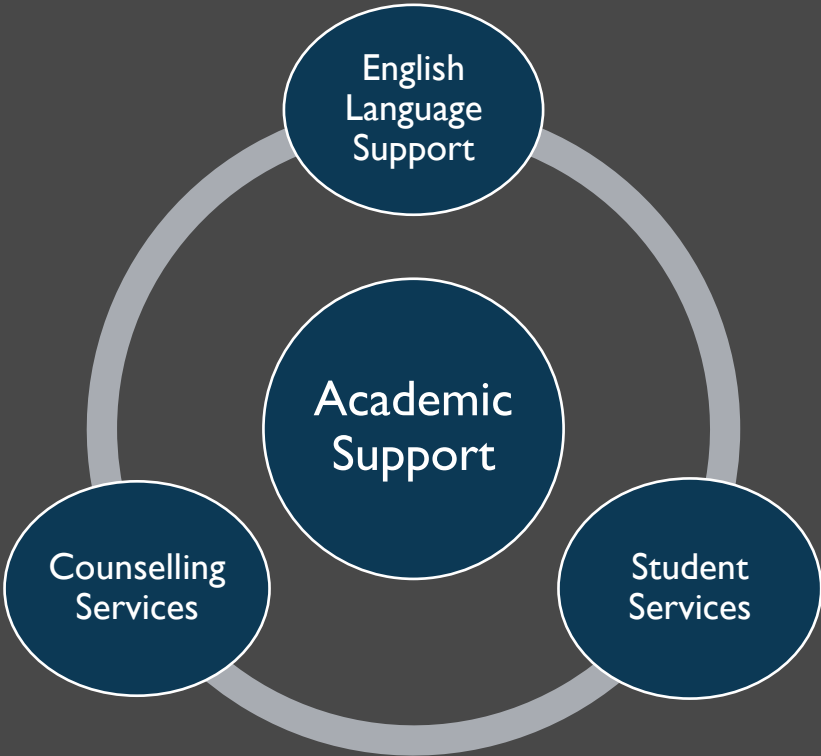 English
Language
Support
Academic
Support
Counselling
Services
Student
Services